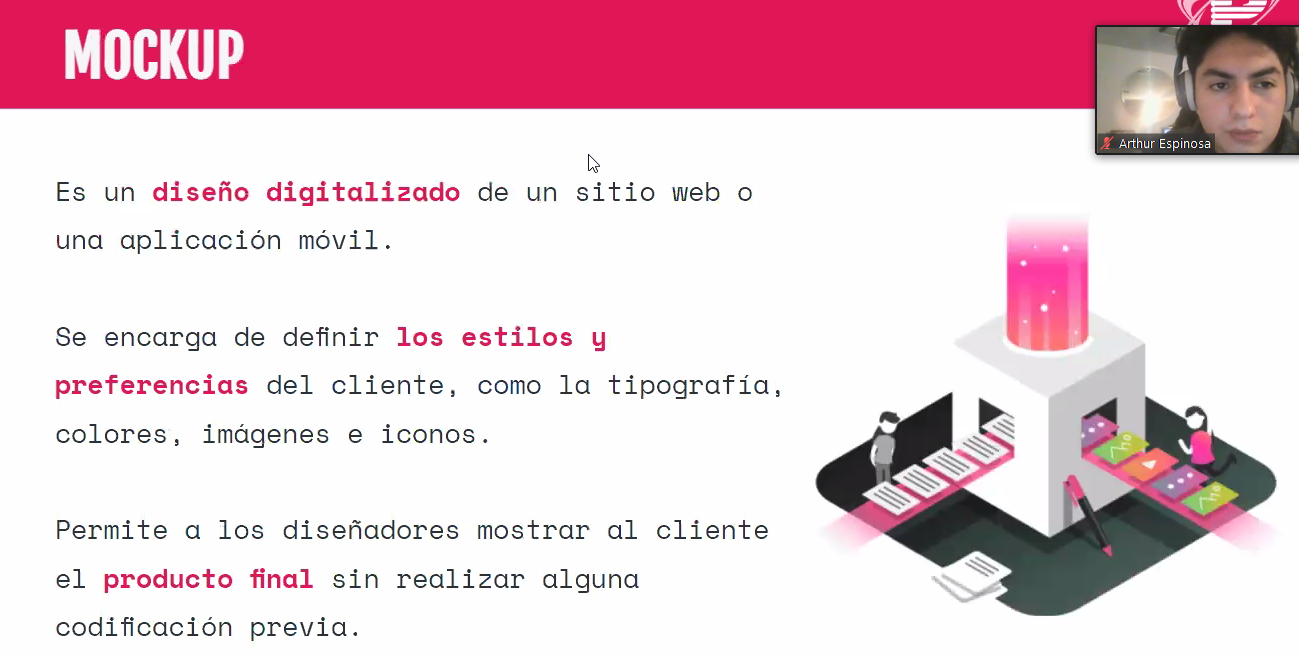 MOCKUP
Arthur Espinosa
Es un diseño digitalizado de un sitio web o
una aplicación móvil.
Se encarga de definir los estilos y
preferencias del cliente, como la tipografía,
colores, imágenes e iconos.
Permite a los diseñadores mostrar al cliente
el producto final sin realizar alguna
codificación previa.